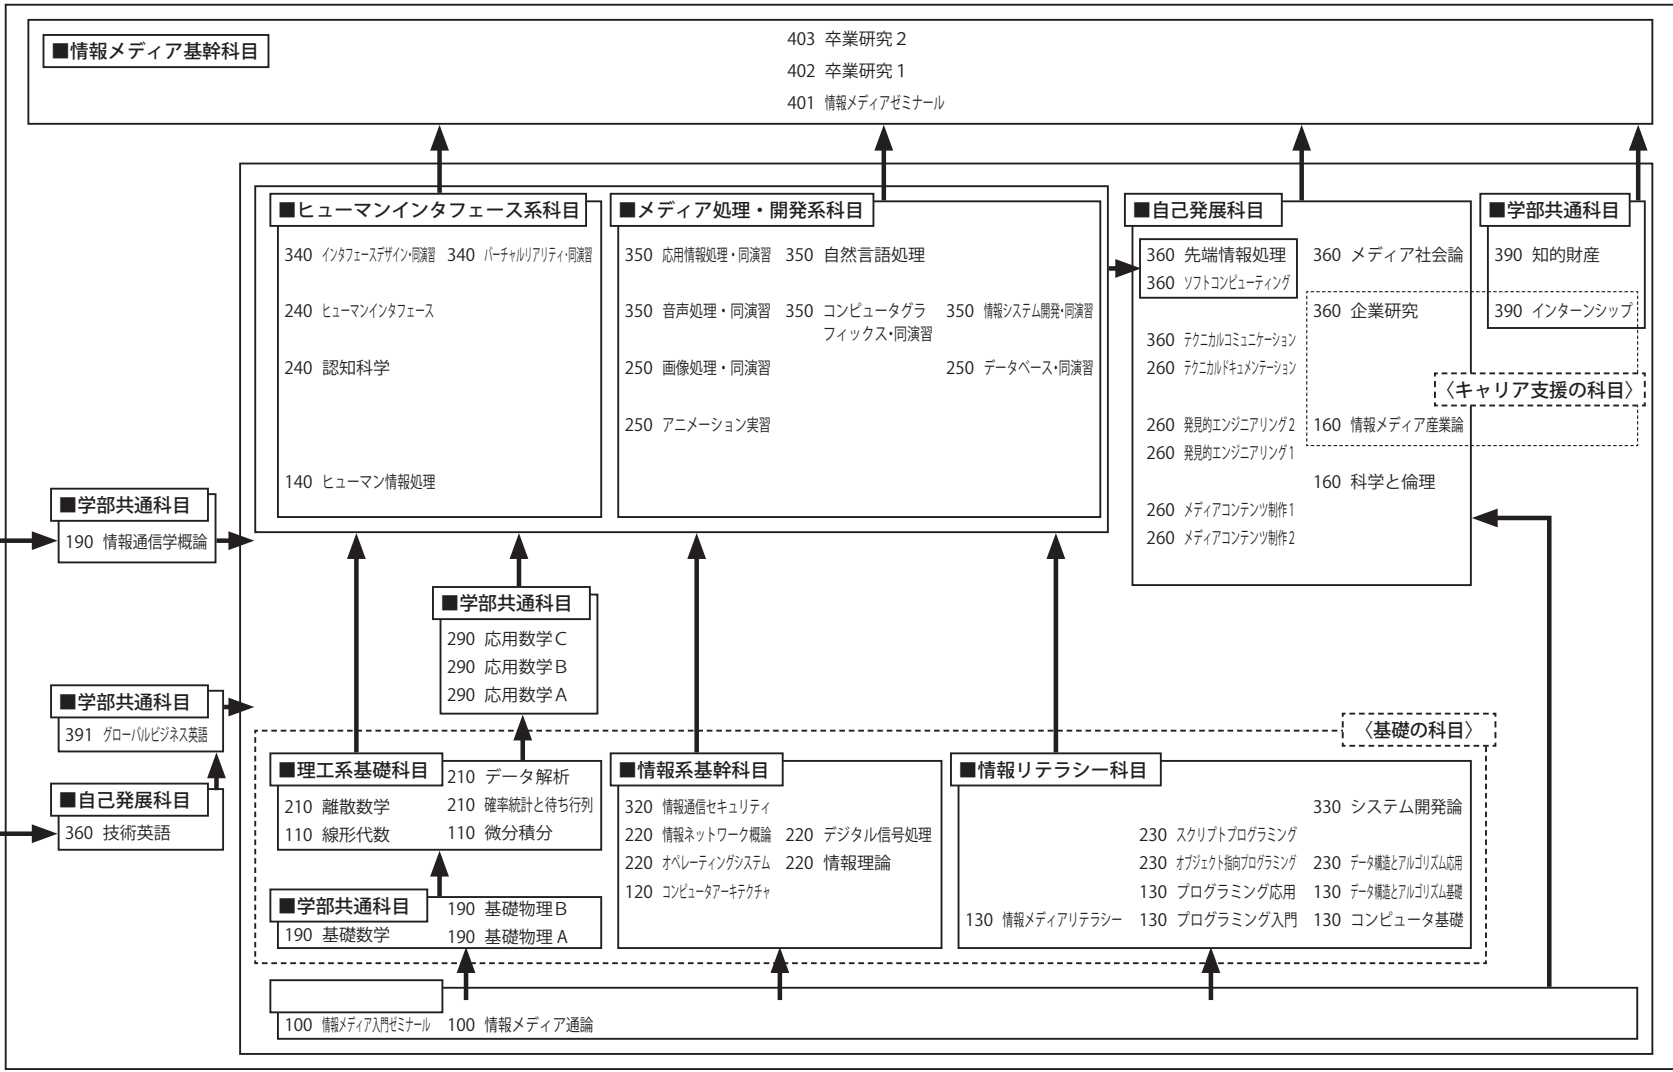 ■情報メディア基幹科目
403 卒業研究2
402 卒業研究1
401 情報メディアゼミナール
■ヒューマンインタフェース系科目
340 インタフェースデザイン・同演習 340 バーチャルリアリティ・同演習
240 ヒューマンインタフェース
240 認知科学
140 ヒューマン情報処理
■メディア処理・開発系科目
350 応用情報処理・同演習 350 自然言語処理
350 音声処理・同演習 350 コンピュータグラ
フィックス・同演習
350 情報システム開発・同演習
250 画像処理・同演習 250 データベース・同演習
250 アニメーション実習
■自己発展科目
360 先端情報処理 360 メディア社会論
360 ソフトコンピューティング
360 企業研究
360 テクニカルコミュニケーション
260 テクニカルドキュメンテーション
260 発見的エンジニアリング2 160 情報メディア産業論
260 発見的エンジニアリング1
160 科学と倫理
260 メディアコンテンツ制作1
260 メディアコンテンツ制作2
■学部共通科目
390 知的財産
390 インターンシップ
〈キャリア支援の科目〉
■学部共通科目
190 情報通信学概論
■学部共通科目
290 応用数学C
290 応用数学B
290 応用数学A
■学部共通科目
391 グローバルビジネス英語
■自己発展科目
360 技術英語
〈基礎の科目〉
■理工系基礎科目
210 データ解析
210 離散数学 210 確率統計と待ち行列
110 線形代数 110 微分積分
■学部共通科目
190 基礎物理B
190 基礎数学 190 基礎物理A
■情報系基幹科目
320 情報通信セキュリティ
220 情報ネットワーク概論 220 デジタル信号処理
220 オペレーティングシステム 220 情報理論
120 コンピュータアーキテクチャ
■情報リテラシー科目
330 システム開発論
230 スクリプトプログラミング
230 オブジェクト指向プログラミング 230 データ構造とアルゴリズム応用
130 プログラミング応用 130 データ構造とアルゴリズム基礎
130 情報メディアリテラシー 130 プログラミング入門 130 コンピュータ基礎
100 情報メディア入門ゼミナール 100 情報メディア通論